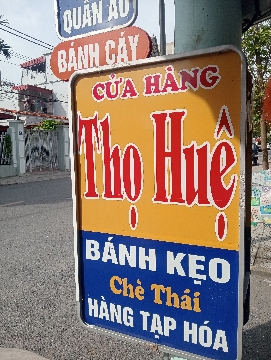 QUẦN ÁO
BÁNH CÁY
CỬA HÀNG
Thọ Huệ
BÁNH KẸO
Chè Thái
HÀNG TẠP HÓA